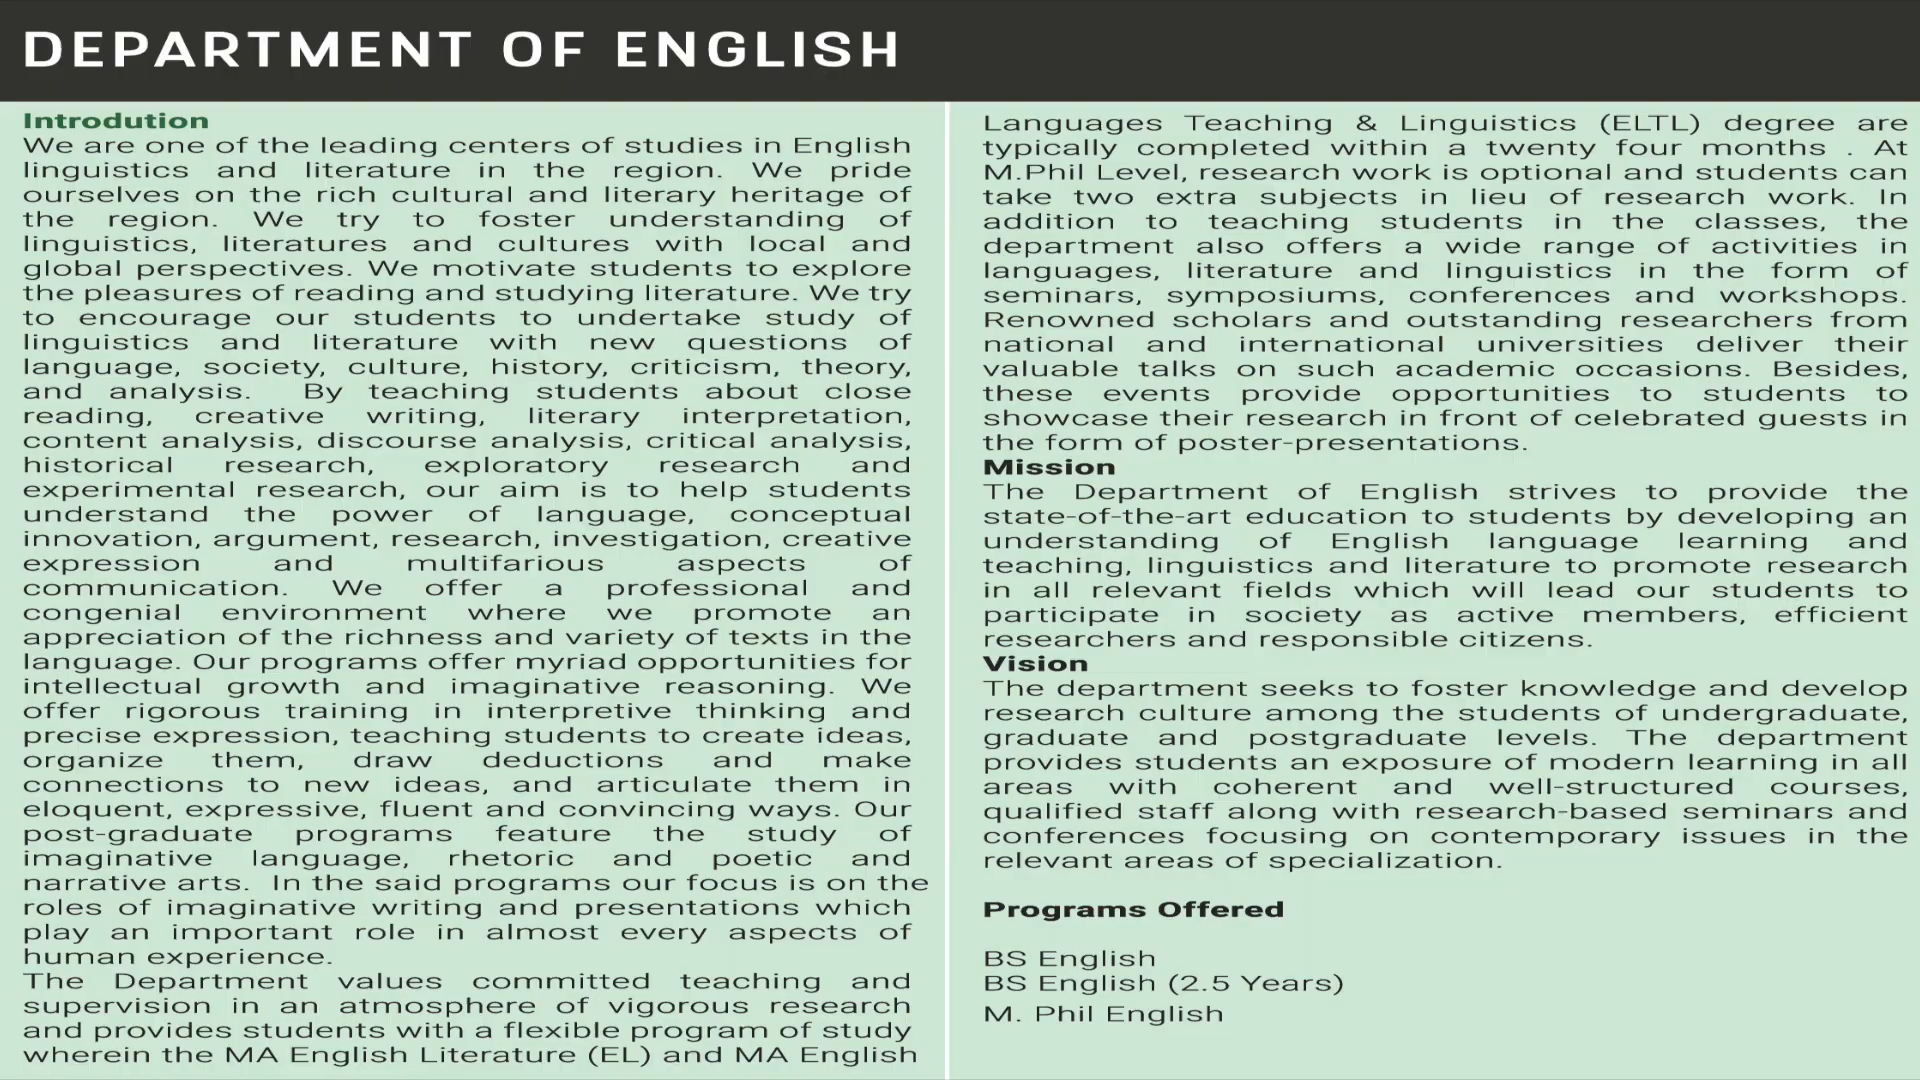 DEPARTMENT OF ENGLISH
Introdution
We are one of the leading centers of studies in English
linguistics and literature in the region. We pride
ourselves on the rich cultural and literary heritage of
the region. We try to foster understanding of
linguistics, literatures and cultures with local and
global perspectives. We motivate students to explore
the pleasures of reading and studying literature. We try
to encourage our students to undertake study of
linguistics and literature with new questions of
language, society, culture, history, criticism, theory,
and analysis. By teaching students about close
reading, creative writing, literary interpretation,
content analysis, discourse analysis, critical analysis,
historical research, exploratory research and
experimental research, our aim is to help students
understand the power of language, conceptual
innovation, argument, research, investigation, creative
expression and multifarious aspects of
communication. We offer a professional and
congenial environment where we promote an
appreciation of the richness and variety of texts in the
language. Our programs offer myriad opportunities for
intellectual growth and imaginative reasoning. We
offer rigorous training in interpretive thinking and
precise expression, teaching students to create ideas,
organize them, draw deductions and make
connections to new ideas, and articulate them in
eloquent, expressive, fluent and convincing ways. Our
post-graduate programs feature the study of
imaginative language, rhetoric and poetic and
narrative arts. In the said programs our focus is on the
roles of imaginative writing and presentations which
play an important role in almost every aspects of
human experience.
The Department values committed teaching and
supervision in an atmosphere of vigorous research
and provides students with a flexible program of study
wherein the MA English Literature (EL) and MA English
Languages Teaching & Linguistics (ELTL) degree are
typically completed within a twenty four months . At
M.Phil Level, research work is optional and students can
take two extra subjects in lieu of research work. In
addition to teaching students in the classes, the
department also offers a wide range of activities in
languages, literature and linguistics in the form of
seminars, symposiums, conferences and workshops.
Renowned scholars and outstanding researchers from
national and international universities deliver their
valuable talks on such academic occasions. Besides,
these events provide opportunities to students to
showcase their research in front of celebrated guests in
the form of poster-presentations.
Mission
The Department of English strives to provide the
state-of-the-art education to students by developing an
understanding of English language learning and
teaching, linguistics and literature to promote research
in all relevant fields which will lead our students to
participate in society as active members, efficient
researchers and responsible citizens.
Vision
The department seeks to foster knowledge and develop
research culture among the students of undergraduate,
graduate and postgraduate levels. The department
provides students an exposure of modern learning in all
areas with coherent and well-structured courses,
qualified staff along with research-based seminars and
conferences focusing on contemporary issues in the
relevant areas of specialization.
Programs Offered
BS English
BS English (2.5 Years)
M. Phil English